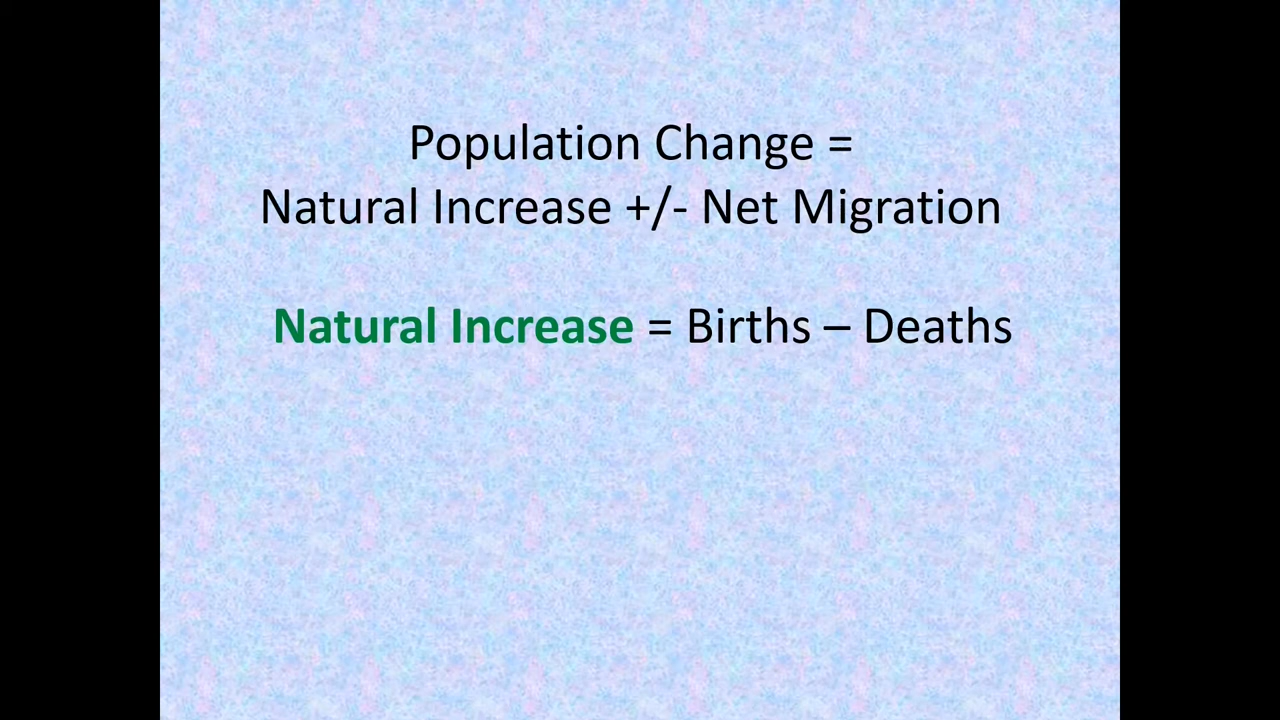 Population Change =
Natural Increase +/- Net Migration
Natural Increase = Births – Deaths